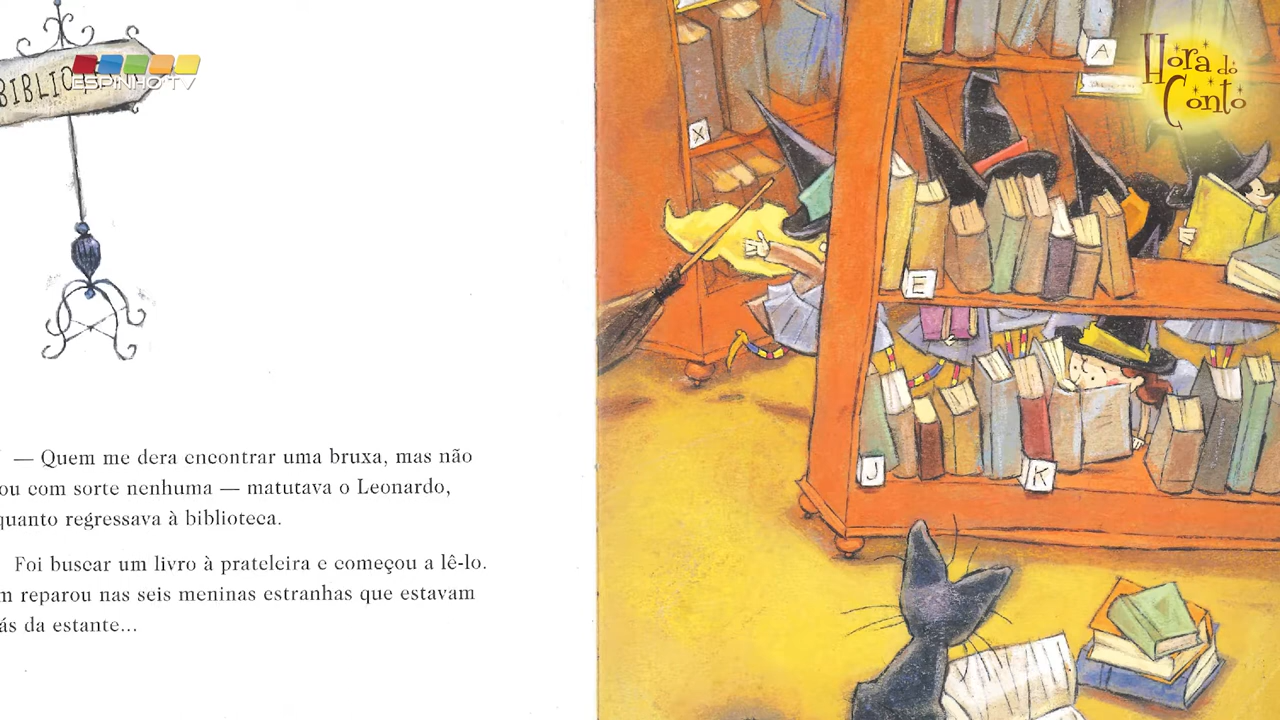 BIBLIO
ESPINHO TV
— Quem me dera encontrar uma bruxa, mas não
ou com sorte nenhuma — matutava o Leonardo,
quanto regressava à biblioteca.
Foi buscar um livro à prateleira e começou a lê-lo.
m reparou nas seis meninas estranhas que estavam
ás da estante...
Hora do
Conto
A
X
E
J
K